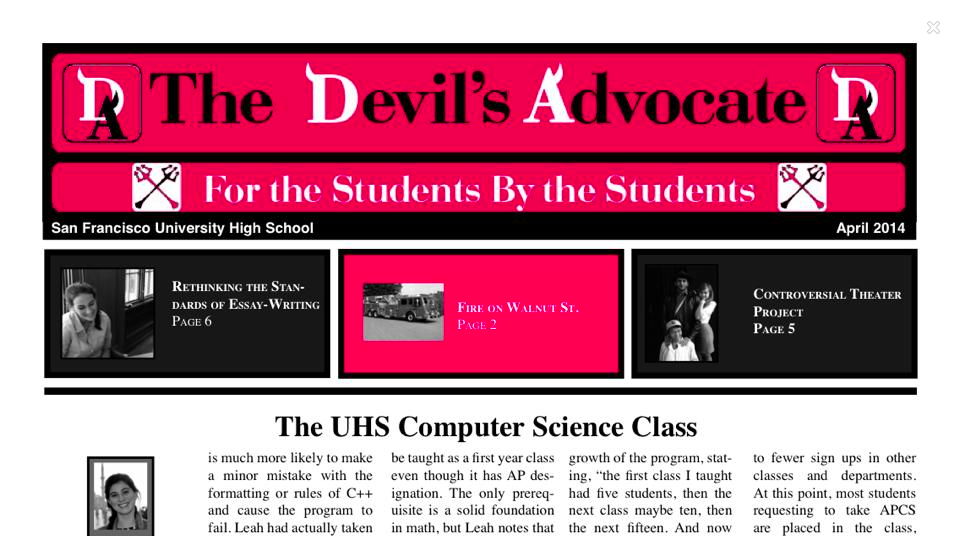 DA The Devil's Advocate DA
For the Students By the Students
San Francisco University High School April 2014
Rethinking the Stan-
dards of Essay-Writing
Page 6
Fire on Walnut St.
Page 2
Controversial Theater
Project
Page 5
The UHS Computer Science Class
is much more likely to make
a minor mistake with the
formatting or rules of C++
and cause the program to
fail. Leah had actually taken
be taught as a first year class
even though it has AP des-
ignation. The only prereq-
uisite is a solid foundation
in math, but Leah notes that
growth of the program, stat-
ing, “the first class I taught
had five students, then the
next class maybe ten, then
the next fifteen. And now
to fewer sign ups in other
classes and departments.
At this point, most students
requesting to take APCS
are placed in the class,